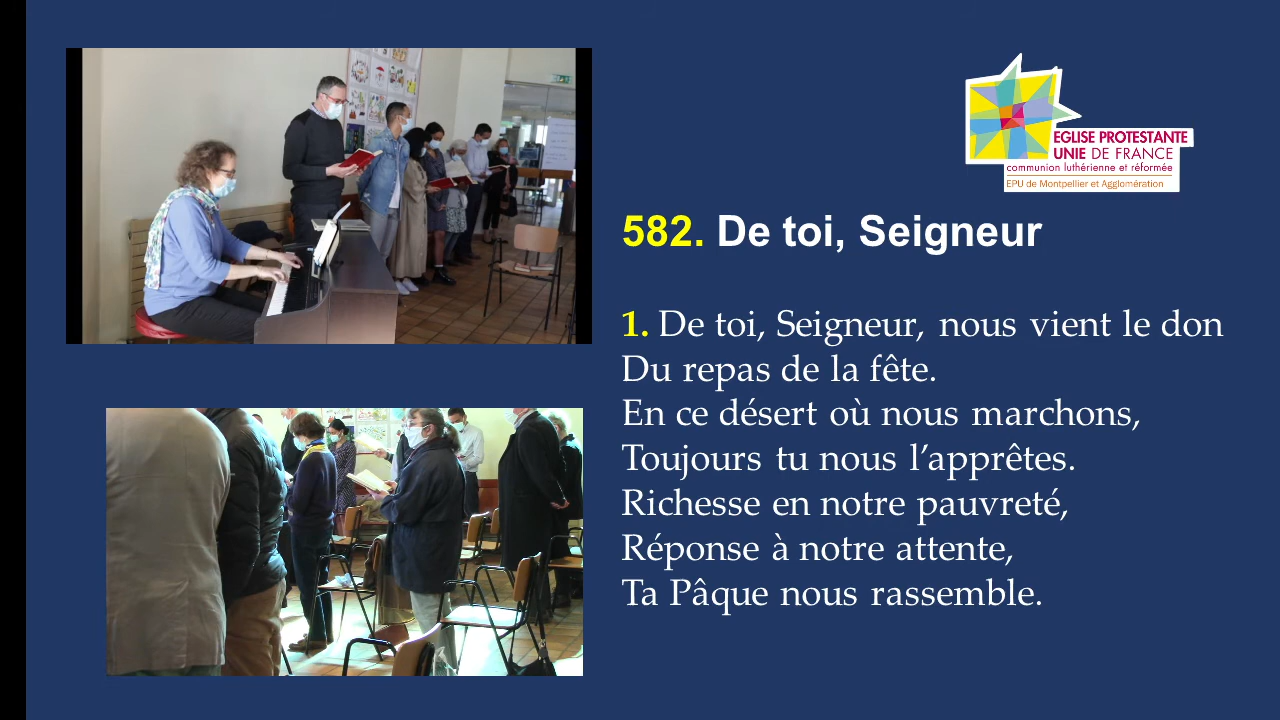 EGLISE PROTESTANTE
UNIE DE FRANCE
communion luthérienne et réformée
EPU de Montpellier et Agglomération
582. De toi, Seigneur
1. De toi, Seigneur, nous vient le don
Du repas de la fête.
En ce désert où nous marchons,
Toujours tu nous l’apprêtes.
Richesse en notre pauvreté,
Réponse à notre attente,
Ta Pâque nous rassemble.